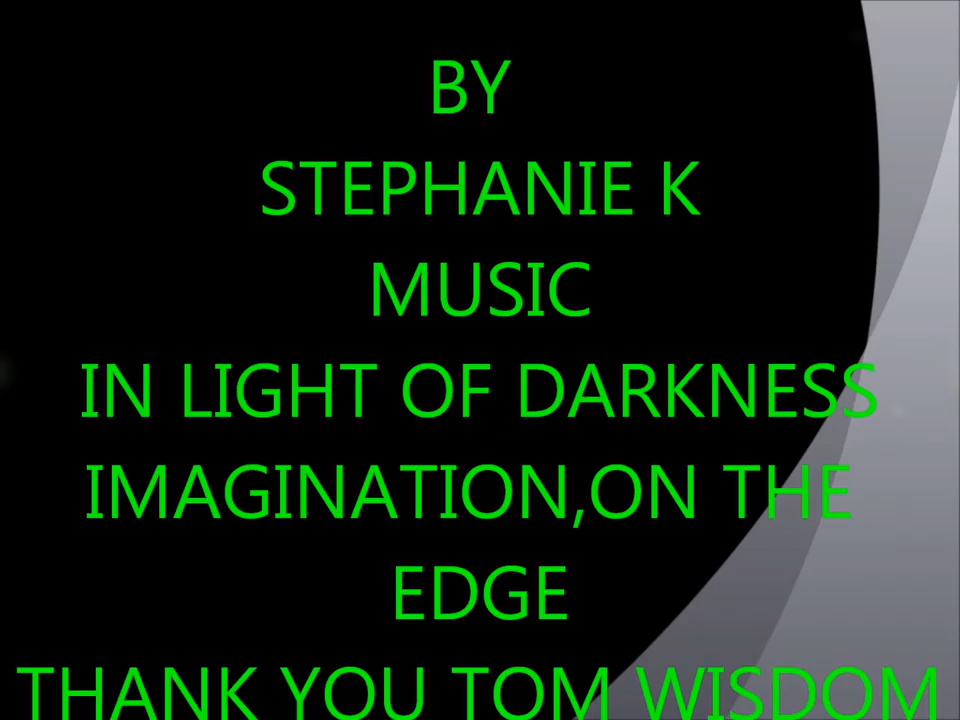 BY
STEPHANIE K
MUSIC
IN LIGHT OF DARKNESS
IMAGINATION,ON THE
EDGE
THANK YOU TOM WISDOM